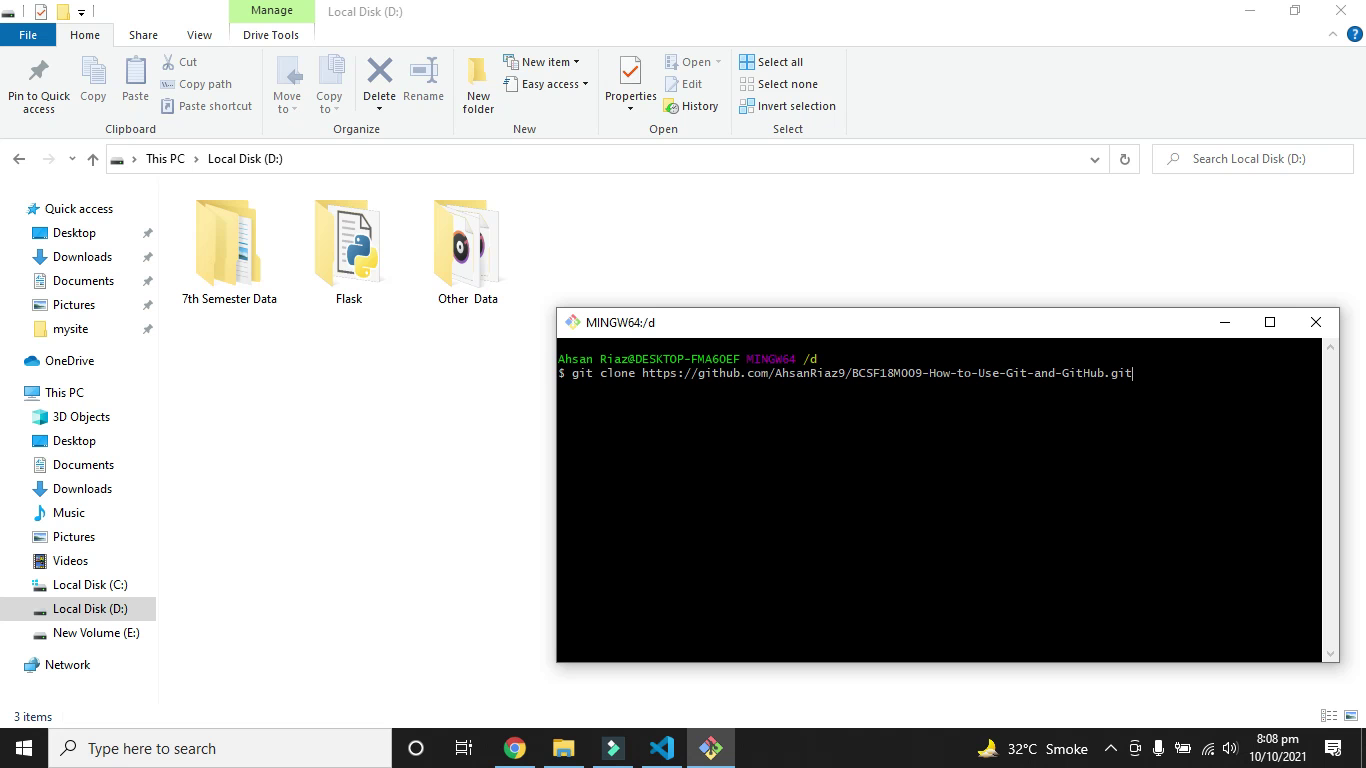 Manage
Local Disk (D:)
File
Home
Share
View
Drive Tools
Pin to Quick access
Copy
Paste
Cut
Copy path
Paste shortcut
Clipboard
Move to
Copy to
Delete
Rename
Organize
New folder
New item
Easy access
New
Properties
Open
Edit
History
Open
Select all
Select none
Invert selection
Select
This PC
Local Disk (D:)
Search Local Disk (D:)
Quick access
Desktop
Downloads
Documents
Pictures
mysite
OneDrive
This PC
3D Objects
Desktop
Documents
Downloads
Music
Pictures
Videos
Local Disk (C:)
Local Disk (D:)
New Volume (E:)
Network
7th Semester Data
Flask
Other  Data
MINGW64:/d
Ahsan Riaz@DESKTOP-FMA6OEF MINGW64 /d
$ git clone https://github.com/AhsanRiaz9/BCSF18M009-How-to-Use-Git-and-GitHub.git
3 items
Type here to search
32°C Smoke
8:08 pm
10/10/2021